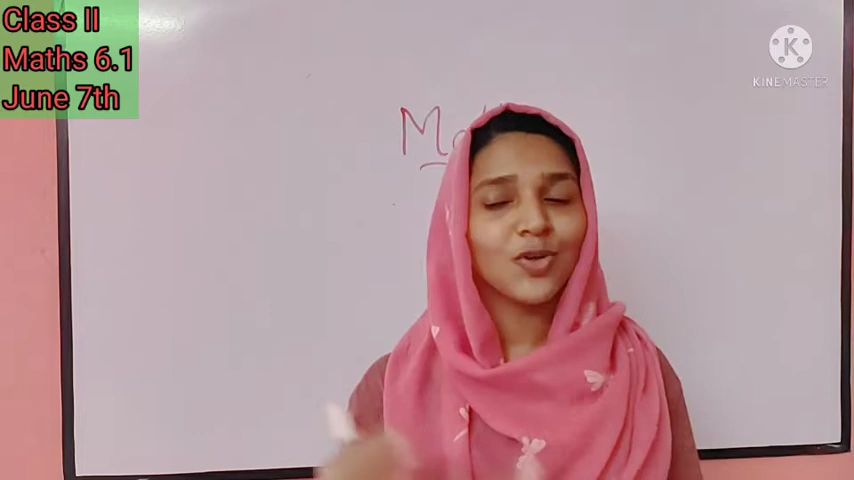 Class II
Maths 6.1
June 7th
K
KINEMASTER